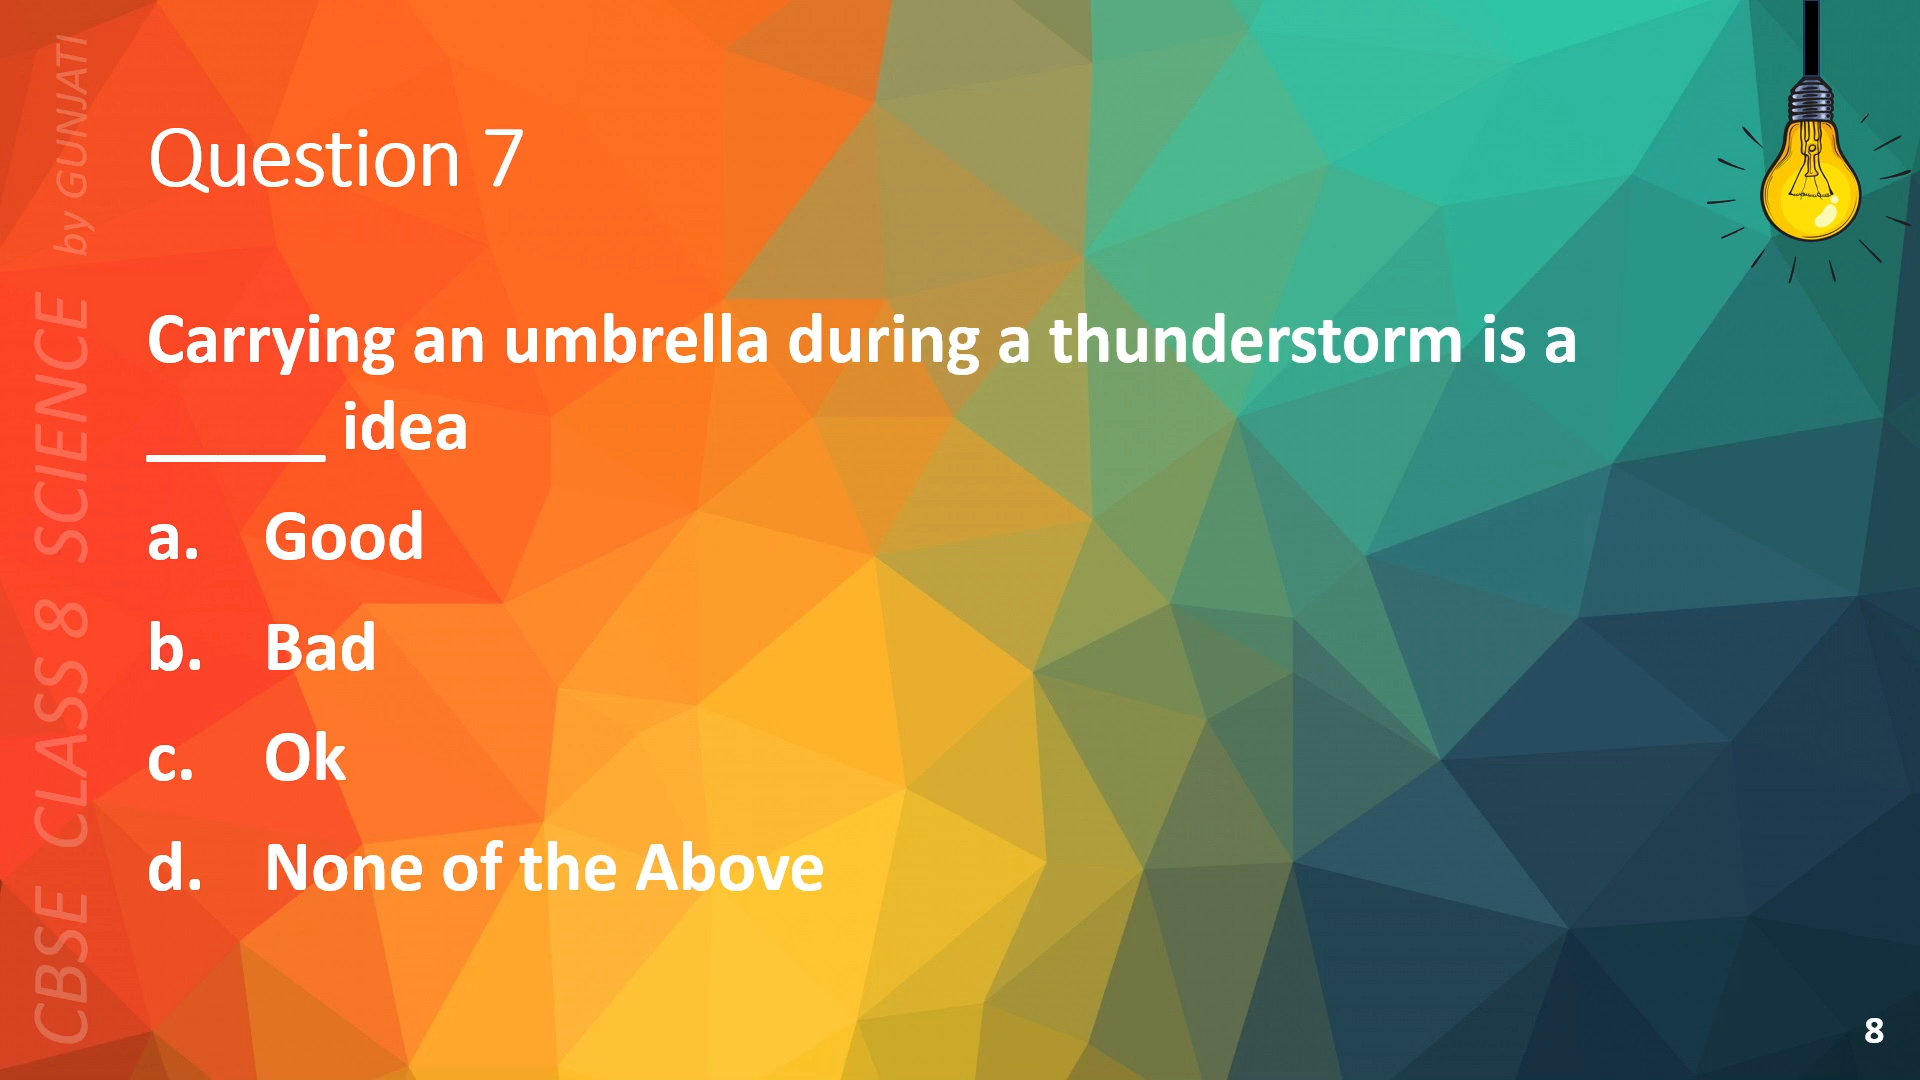 Question 7
Carrying an umbrella during a thunderstorm is a
______ idea
a. Good
b. Bad
c. Ok
d. None of the Above
CBSE CLASS 8 SCIENCE by GUNJATI
8